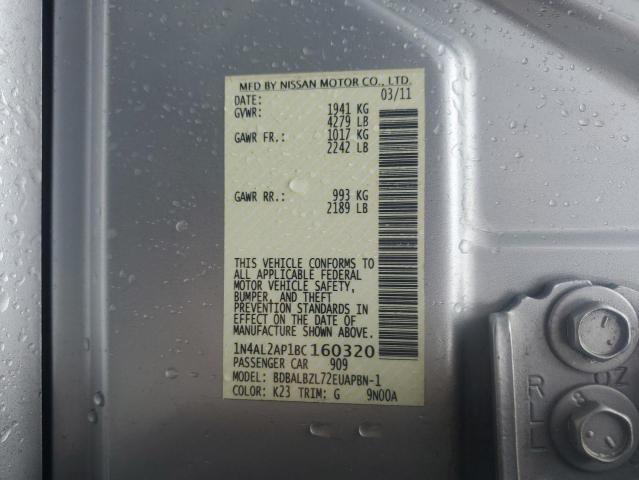 MFD BY NISSAN MOTOR CO., LTD.
DATE: 03/11
GVWR: 1941 KG
4279 LB
GAWR FR.: 1017 KG
2242 LB
GAWR RR.: 993 KG
2189 LB
THIS VEHICLE CONFORMS TO
ALL APPLICABLE FEDERAL
MOTOR VEHICLE SAFETY,
BUMPER, AND THEFT
PREVENTION STANDARDS IN
EFFECT ON THE DATE OF
MANUFACTURE SHOWN ABOVE.
1N4AL2AP1BC160320
PASSENGER CAR 909
MODEL: BDBALBZL72EUAPBN-1
COLOR: K23 TRIM: G 9N00A